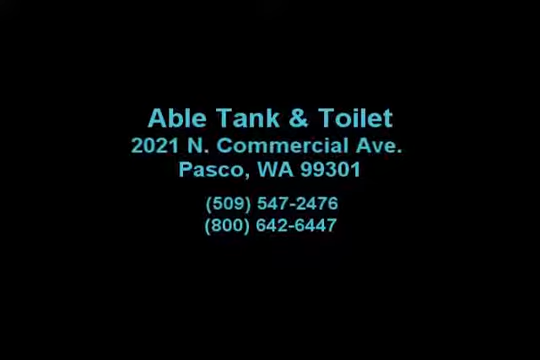 Able Tank & Toilet
2021 N. Commercial Ave.
Pasco, WA 99301
(509) 547-2476
(800) 642-6447